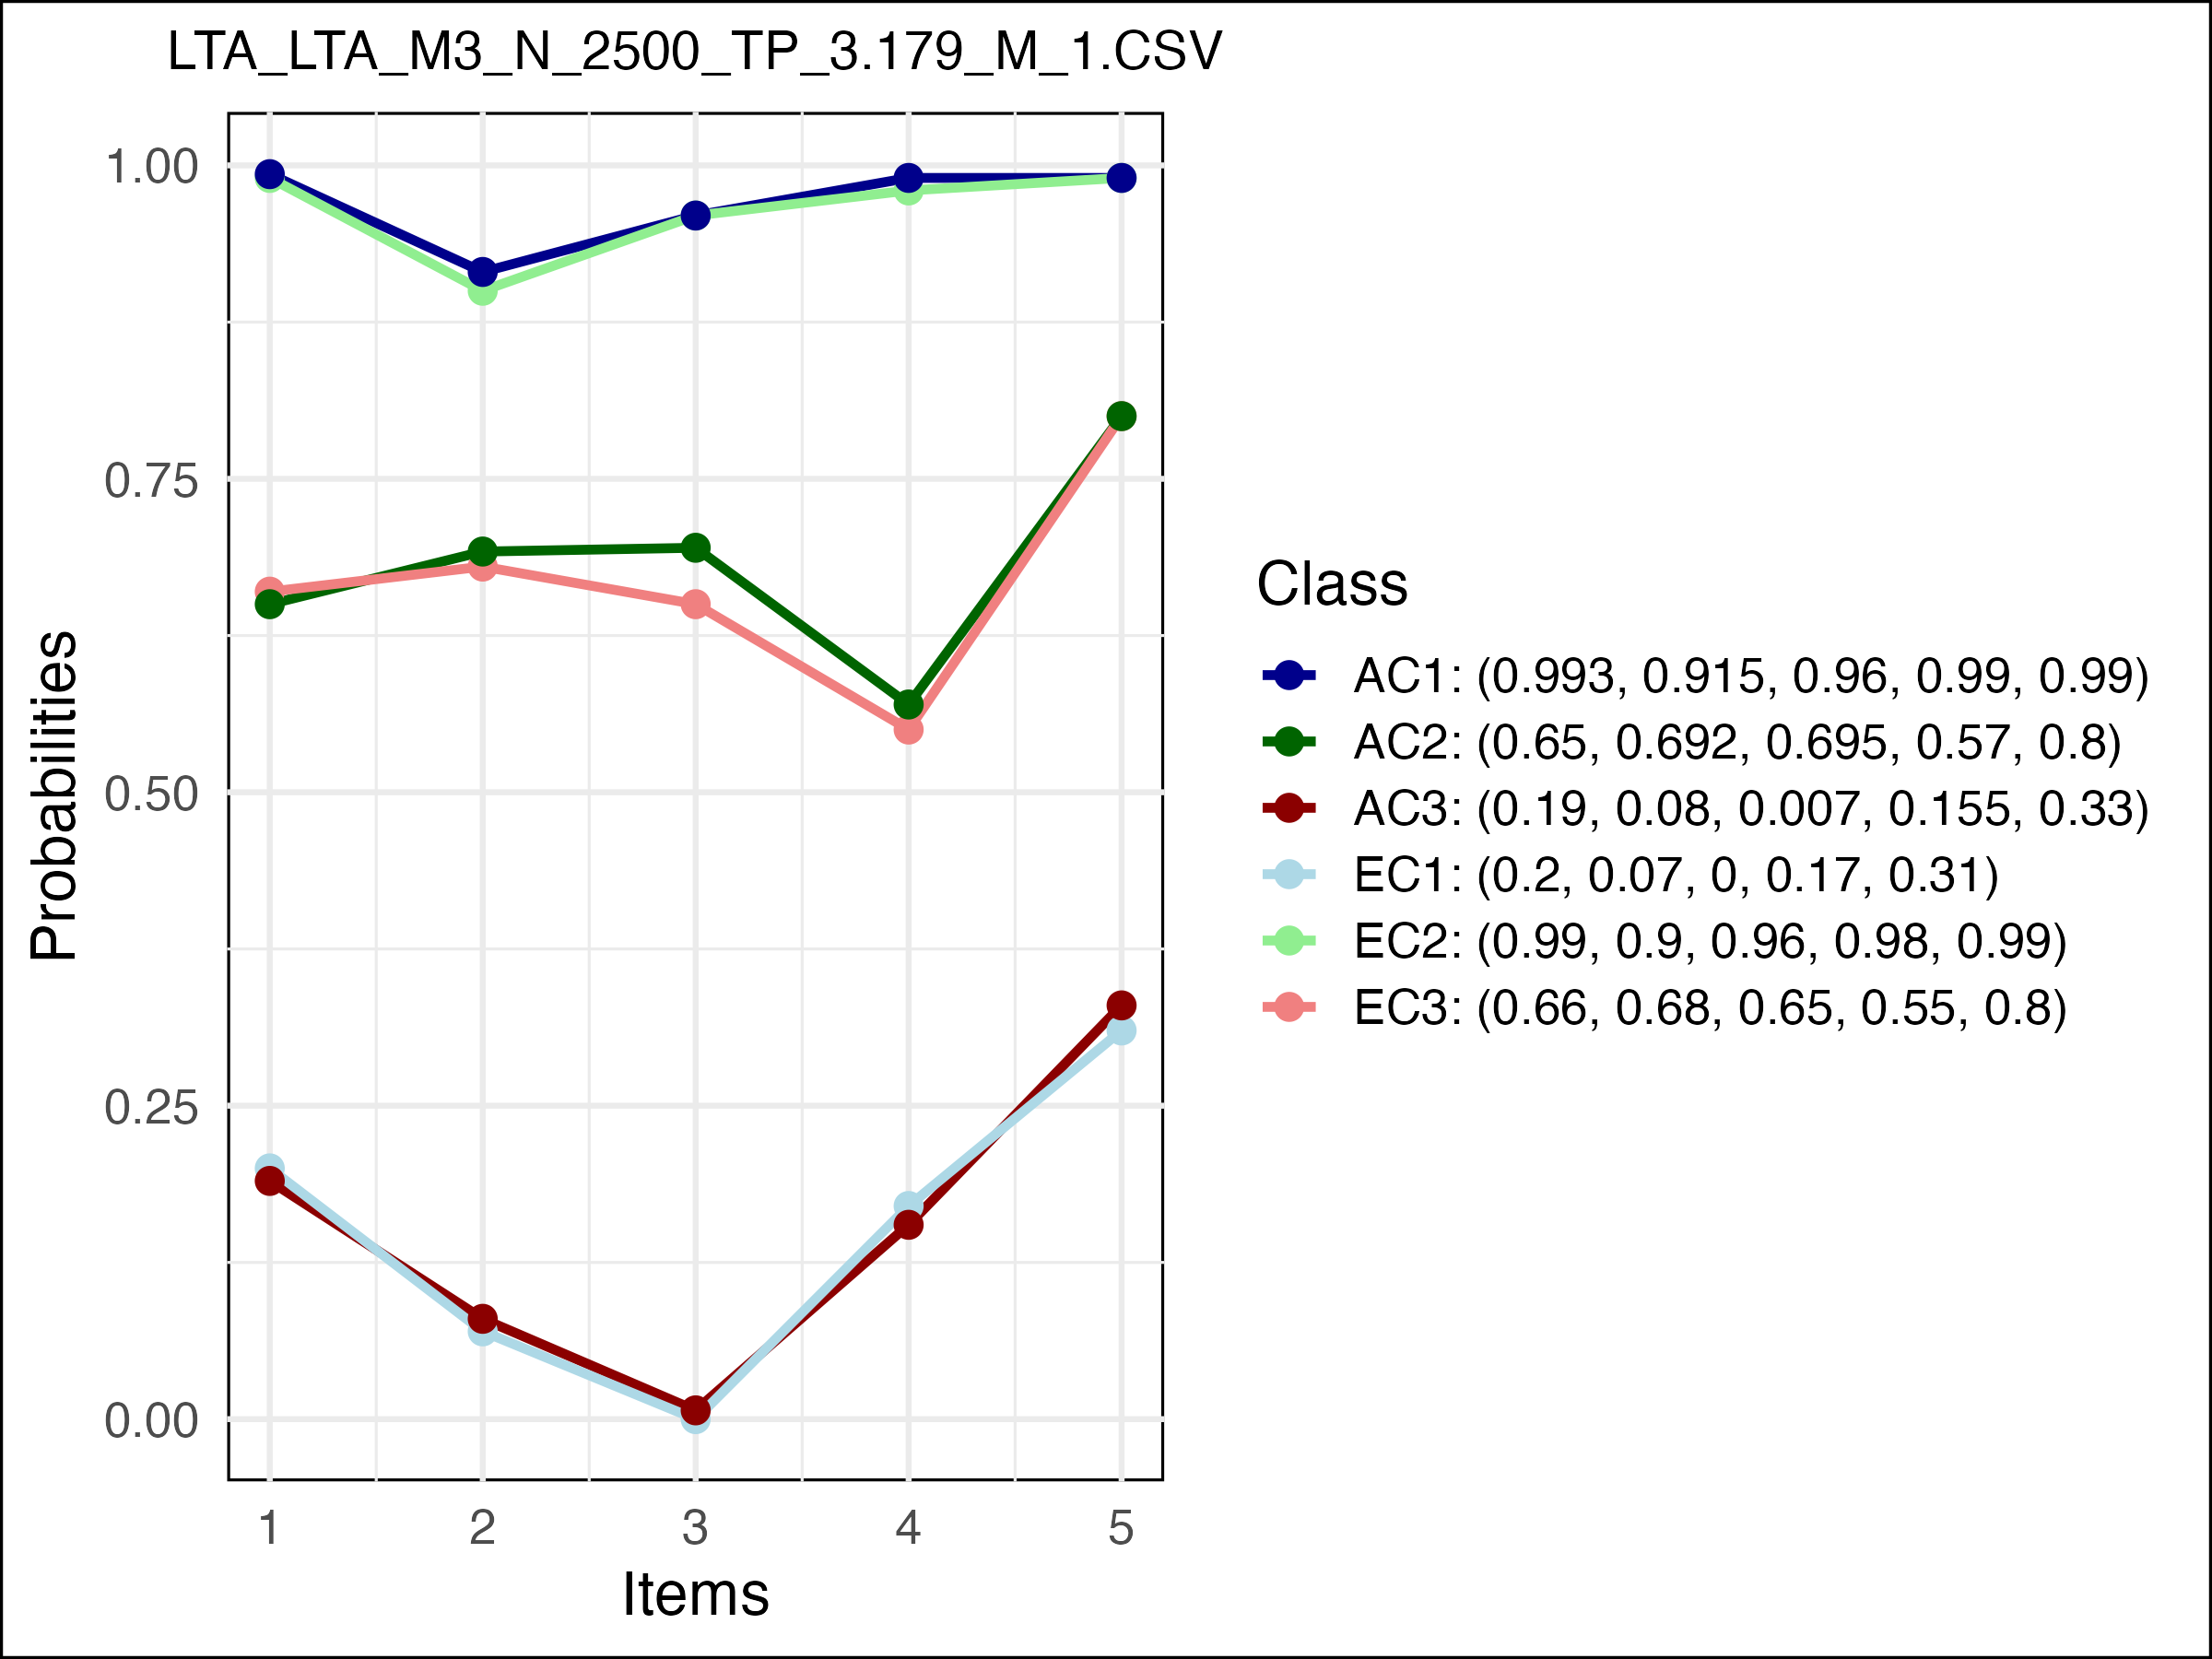 LTA_LTA_M3_N_2500_TP_3.179_M_1.CSV
1.00
0.75
0.50
0.25
0.00
Probabilities
1 2 3 4 5
Items
Class
AC1: (0.993, 0.915, 0.96, 0.99, 0.99)
AC2: (0.65, 0.692, 0.695, 0.57, 0.8)
AC3: (0.19, 0.08, 0.007, 0.155, 0.33)
EC1: (0.2, 0.07, 0, 0.17, 0.31)
EC2: (0.99, 0.9, 0.96, 0.98, 0.99)
EC3: (0.66, 0.68, 0.65, 0.55, 0.8)